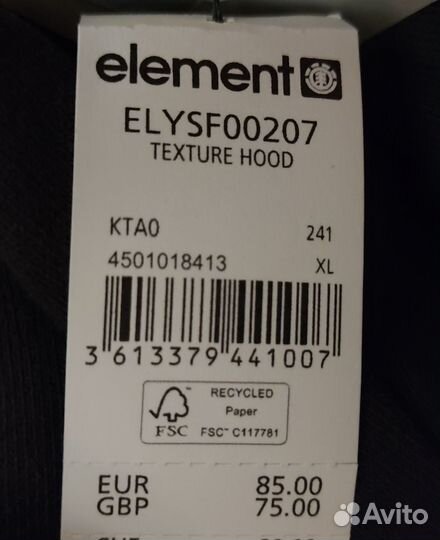 element
ELYSF00207
TEXTURE HOOD
KTA0 241
4501018413 XL
3 613379 441007
RECYCLED
Paper
FSC FSC™ C117781
EUR 85.00
GBP 75.00
Avito